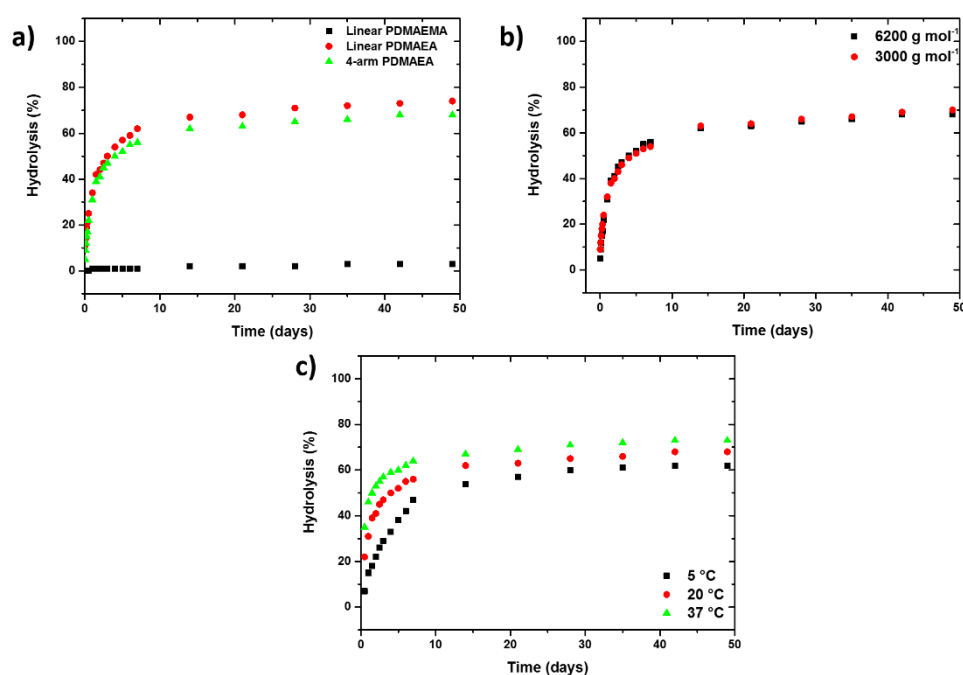 a)
Linear PDMAEMA
Linear PDMAEA
4-arm PDMAEA
Hydrolysis (%)
100
80
60
40
20
0
0 10 20 30 40 50
Time (days)
b)
6200 g mol⁻¹
3000 g mol⁻¹
Hydrolysis (%)
100
80
60
40
20
0
0 10 20 30 40 50
Time (days)
c)
Hydrolysis (%)
100
80
60
40
20
0
5 °C
20 °C
37 °C
0 10 20 30 40 50
Time (days)